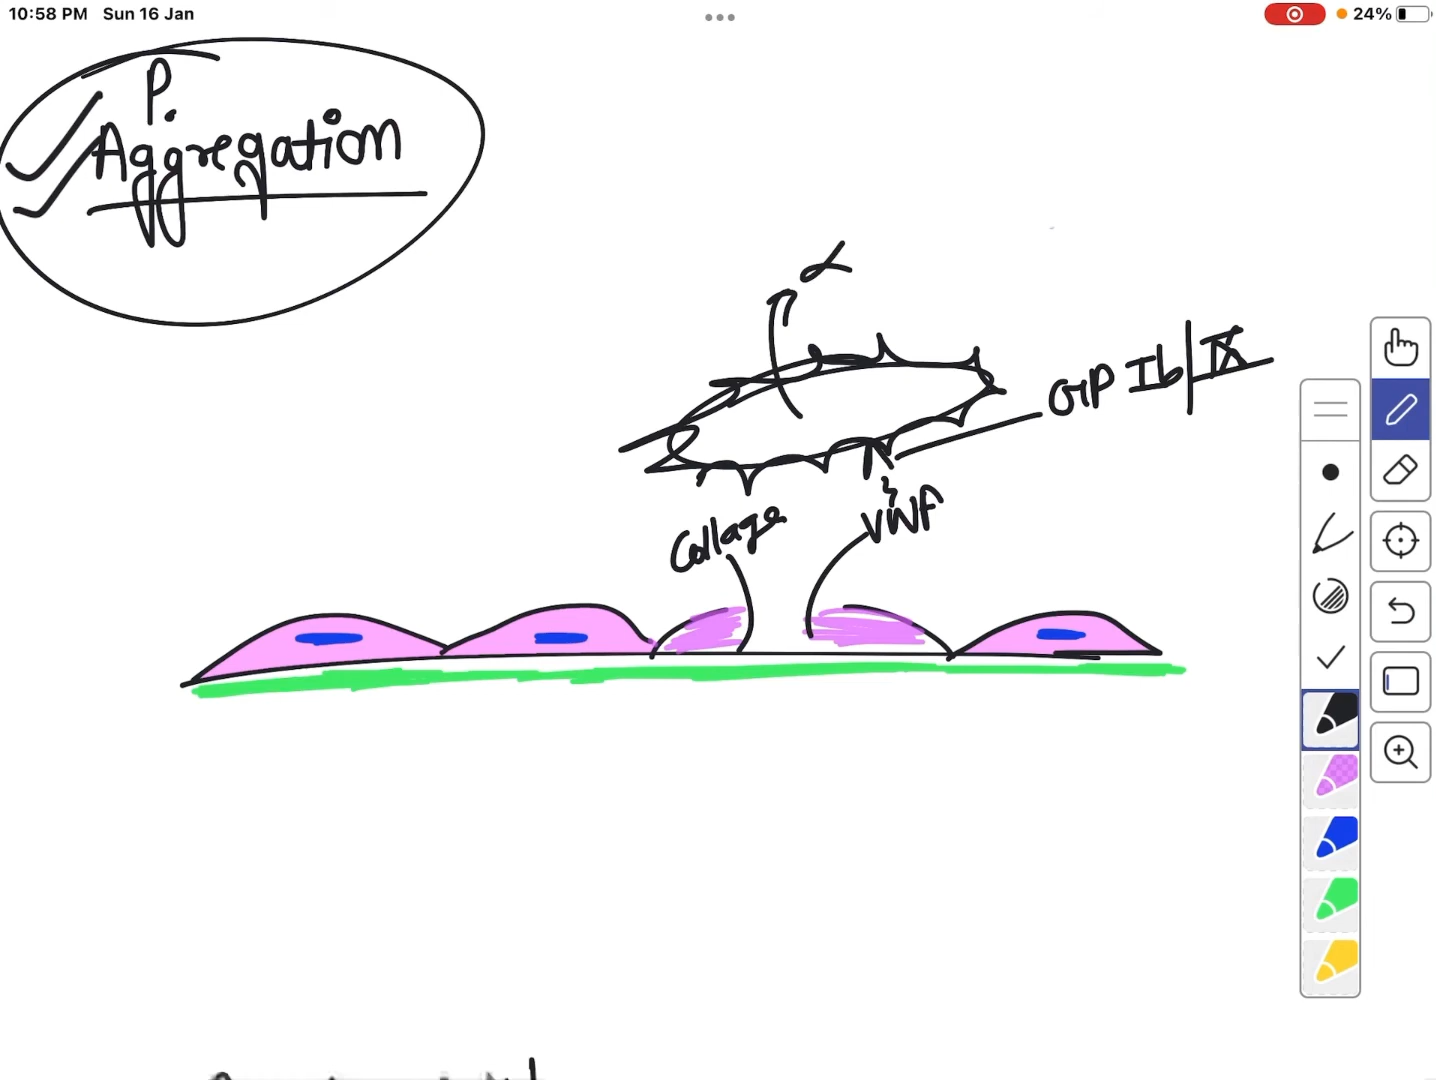 10:58 PM Sun 16 Jan
24%
P.
Aggregation
α
GP Ib/IX
Collage
VWF